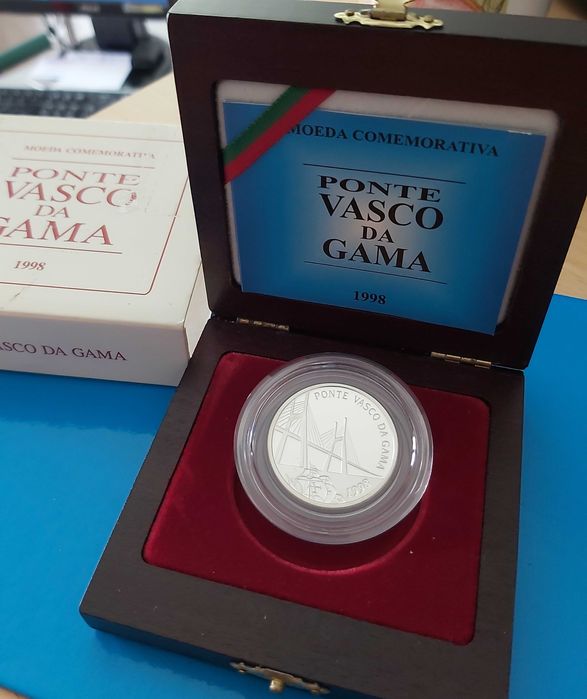 MOEDA COMEMORATIVA
PONTE
VASCO
DA
GAMA
1998
VASCO DA GAMA
MOEDA COMEMORATIVA
PONTE
VASCO
DA
GAMA
1998
PONTE VASCO DA GAMA
1998